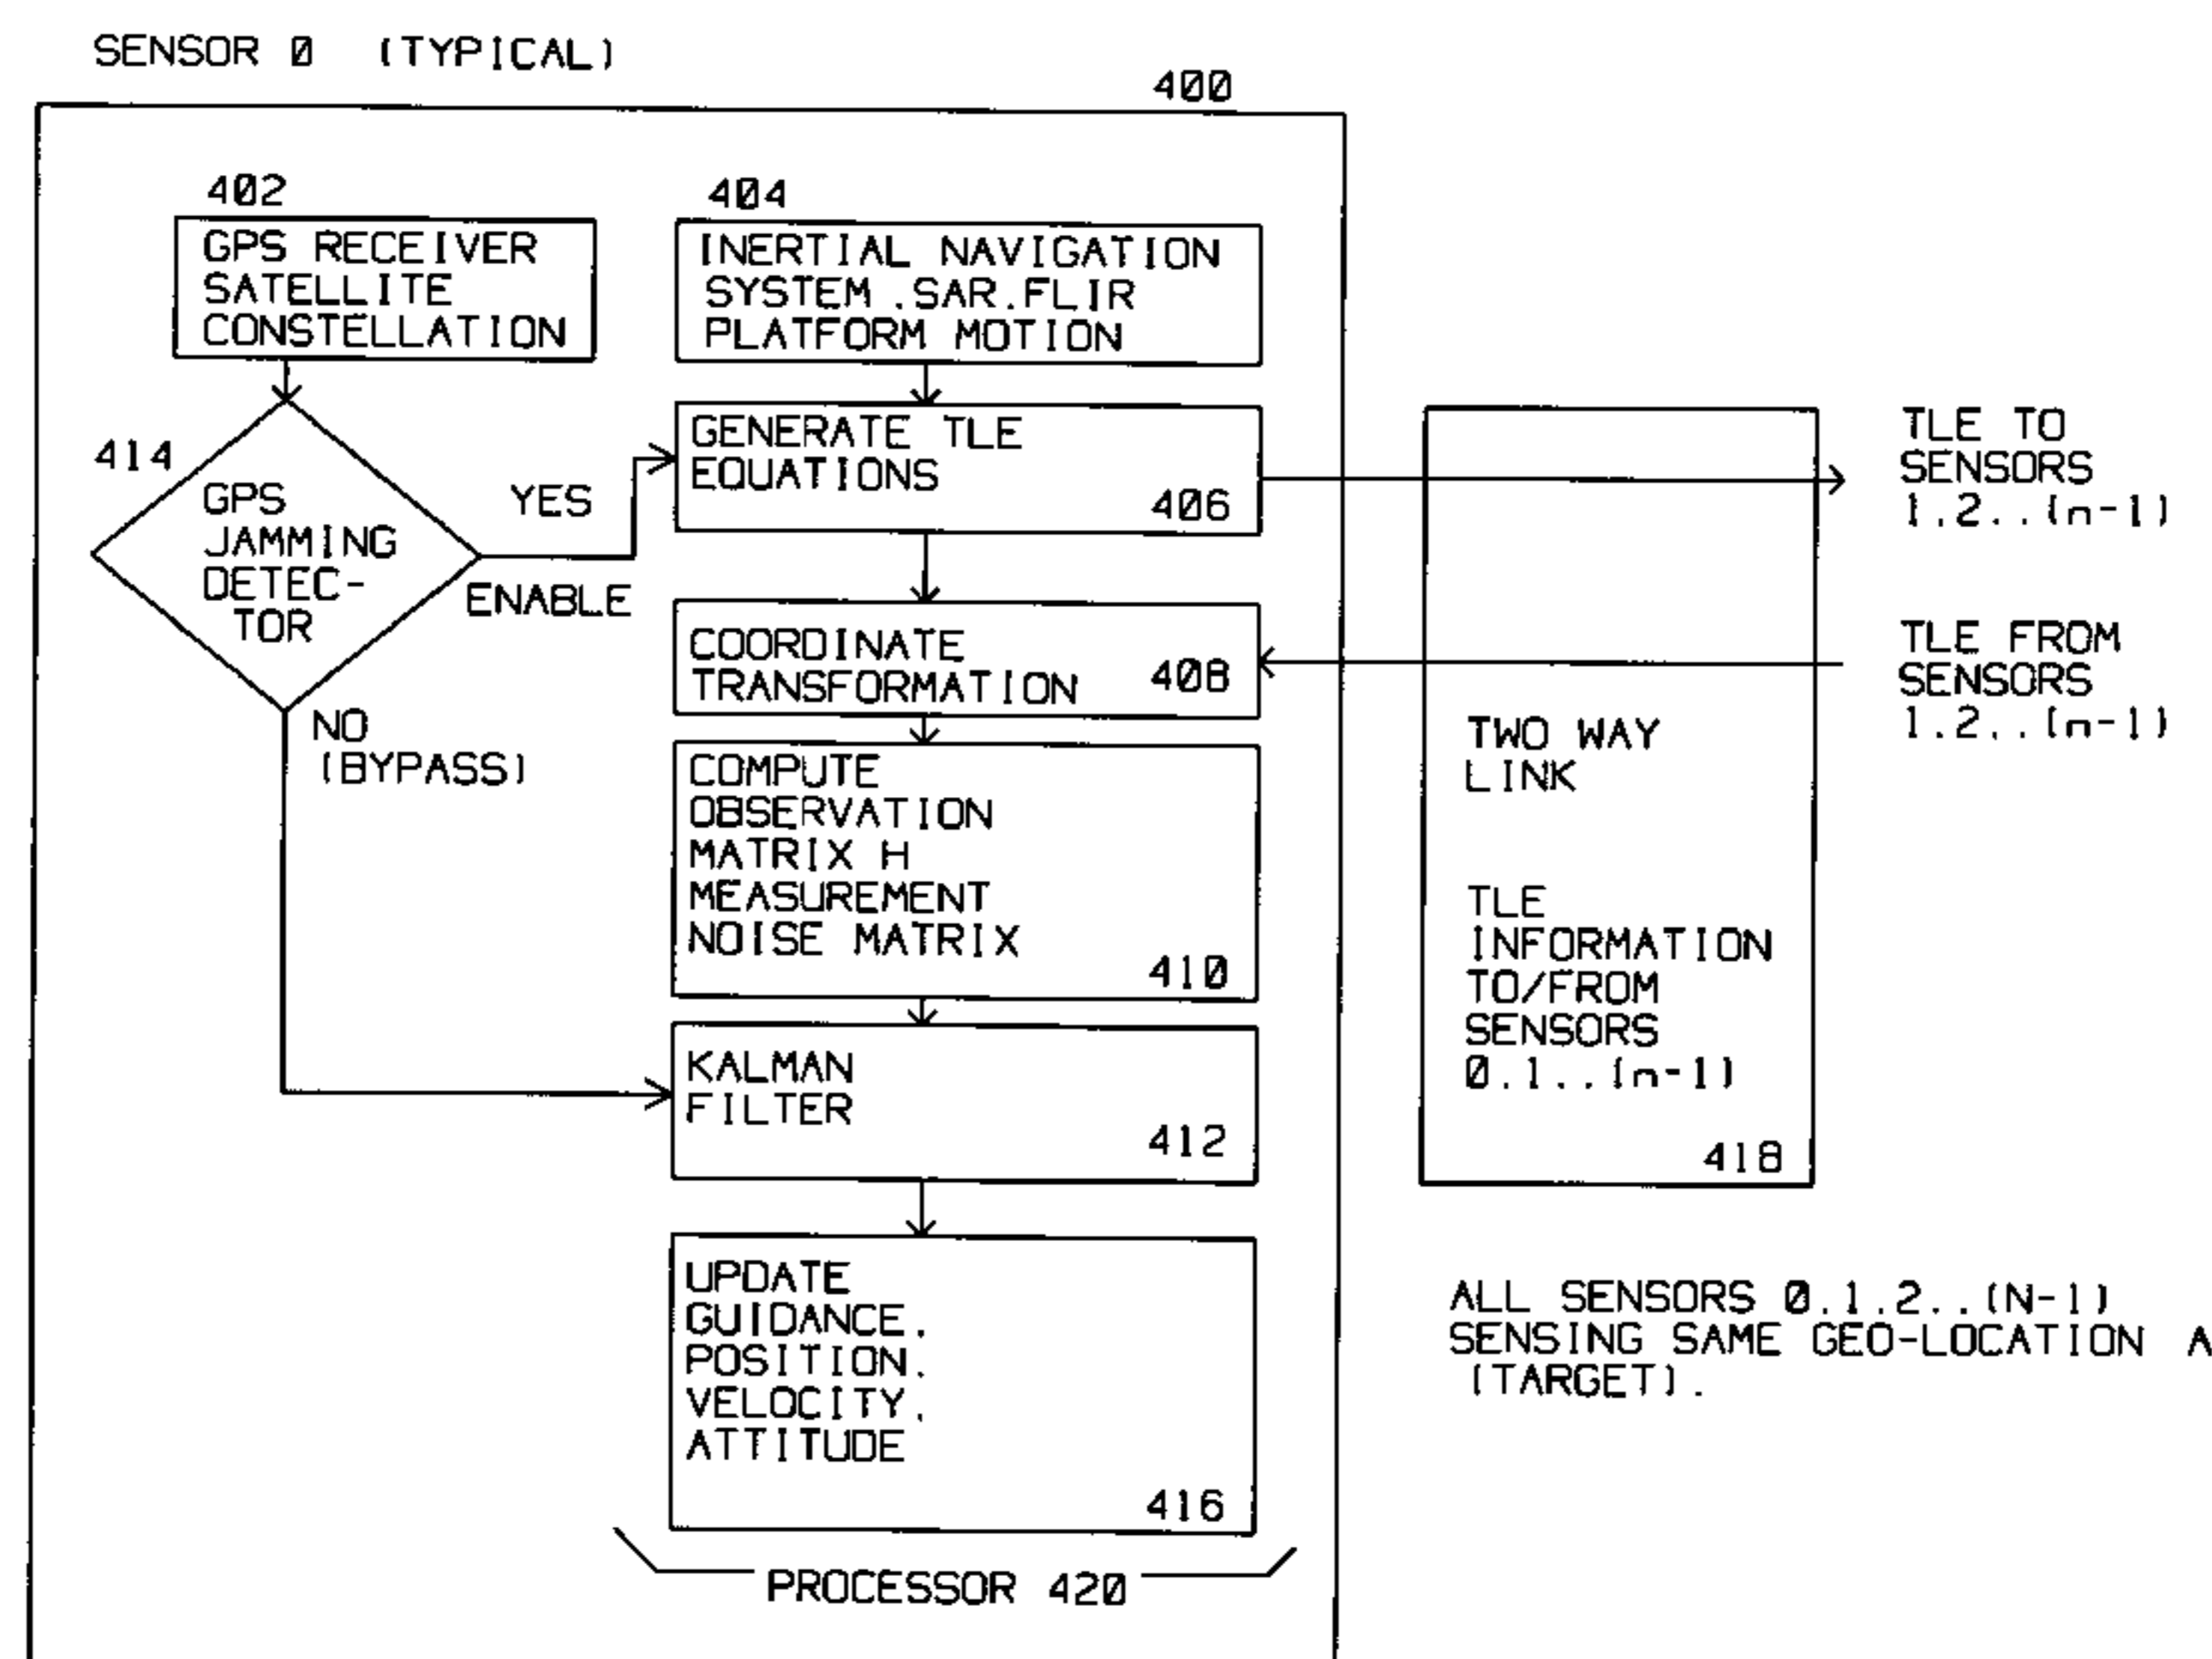 SENSOR 0 (TYPICAL)
400
402
GPS RECEIVER
SATELLITE
CONSTELLATION
404
INERTIAL NAVIGATION
SYSTEM .SAR.FLIR
PLATFORM MOTION
414
GPS
JAMMING
DETEC-
TOR
YES
ENABLE
NO
(BYPASS)
GENERATE TLE
EQUATIONS
406
COORDINATE
TRANSFORMATION 408
COMPUTE
OBSERVATION
MATRIX H
MEASUREMENT
NOISE MATRIX
410
KALMAN
FILTER
412
UPDATE
GUIDANCE,
POSITION,
VELOCITY,
ATTITUDE
416
PROCESSOR 420
TWO WAY
LINK
TLE
INFORMATION
TO/FROM
SENSORS
0.1..(n-1)
418
TLE TO
SENSORS
1.2..(n-1)
TLE FROM
SENSORS
1.2..(n-1)
ALL SENSORS 0.1.2..(N-1)
SENSING SAME GEO-LOCATION A
(TARGET).